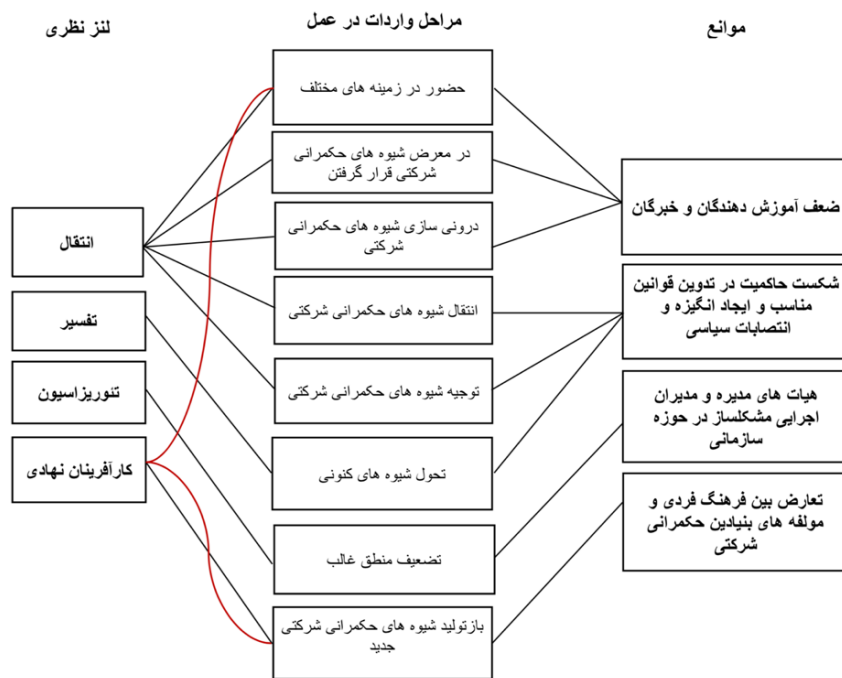 موانع
مراحل واردات در عمل
لنز نظری
ضعف آموزش دهندگان و خبرگان
شکست حاکمیت در تدوین قوانین
مناسب و ایجاد انگیزه و
انتصابات سیاسی
هیات های مدیره و مدیران
اجرایی مشکلساز در حوزه
سازمانی
تعارض بین فرهنگ فردی و
مولفه های بنیادین حکمرانی
شرکتی
حضور در زمینه های مختلف
در معرض شیوه های حکمرانی
شرکتی قرار گرفتن
درونی سازی شیوه های حکمرانی
شرکتی
انتقال شیوه های حکمرانی شرکتی
توجیه شیوه های حکمرانی شرکتی
تحول شیوه های کنونی
تضعیف منطق غالب
بازتولید شیوه های حکمرانی شرکتی
جدید
انتقال
تفسیر
تئوریزاسیون
کارآفرینان نهادی